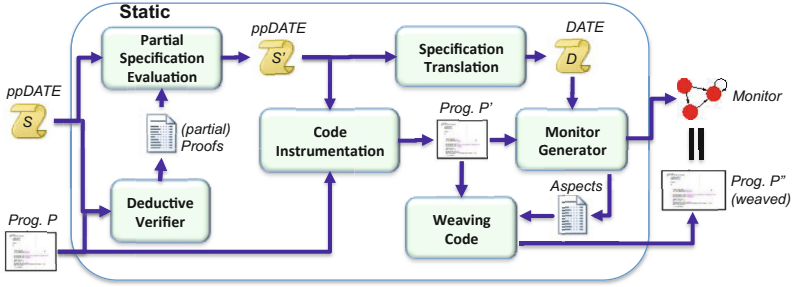 Static
ppDATE
S
Prog. P
Partial
Specification
Evaluation
(partial)
Proofs
Deductive
Verifier
ppDATE
S'
Code
Instrumentation
Specification
Translation
DATE
D
Prog. P'
Monitor
Generator
Aspects
Weaving
Code
Monitor
Prog. P"
(weaved)